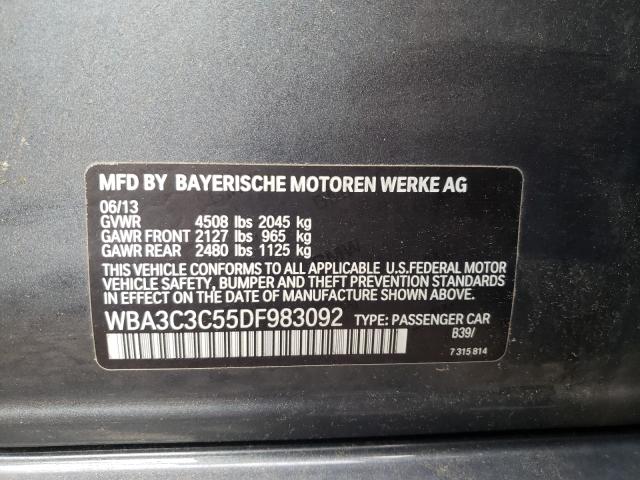 MFD BY BAYERISCHE MOTOREN WERKE AG
06/13
GVWR 4508 lbs 2045 kg
GAWR FRONT 2127 lbs 965 kg
GAWR REAR 2480 lbs 1125 kg
THIS VEHICLE CONFORMS TO ALL APPLICABLE U.S.FEDERAL MOTOR
VEHICLE SAFETY, BUMPER AND THEFT PREVENTION STANDARDS
IN EFFECT ON THE DATE OF MANUFACTURE SHOWN ABOVE.
WBA3C3C55DF983092 TYPE: PASSENGER CAR
B39/
7 315 814